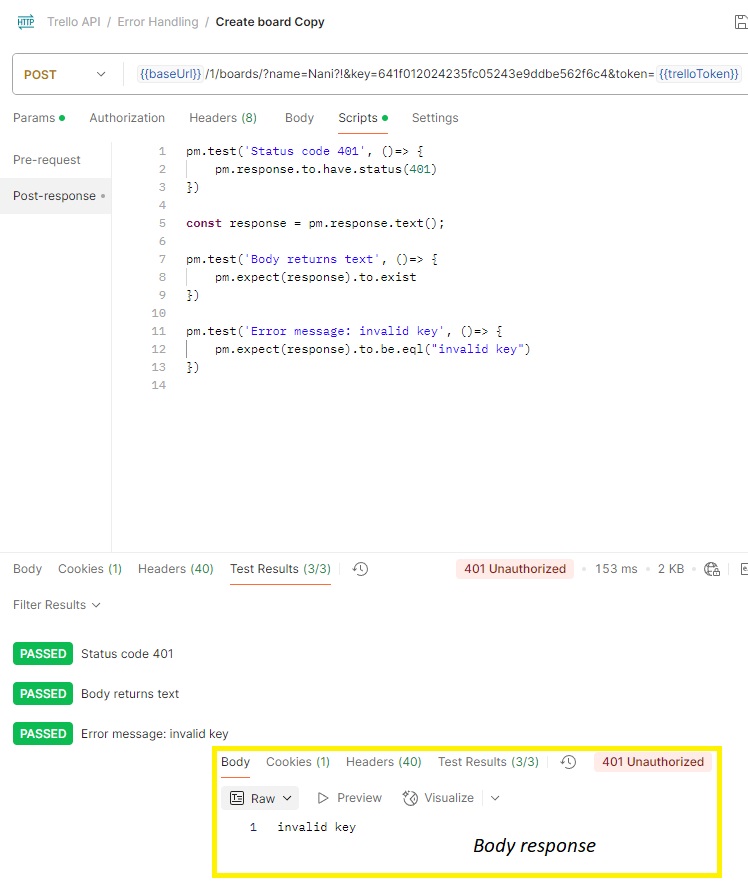 HTTP Trello API / Error Handling / Create board Copy
POST {{baseUrl}} /1/boards/?name=Nani?!&key=641f012024235fc05243e9ddbe562f6c4&token= {{trelloToken}}
Params Authorization Headers (8) Body Scripts Settings
Pre-request
Post-response
1 pm.test('Status code 401', ()=> {
2 pm.response.to.have.status(401)
3 })
4
5 const response = pm.response.text();
6
7 pm.test('Body returns text', ()=> {
8 pm.expect(response).to.exist
9 })
10
11 pm.test('Error message: invalid key', ()=> {
12 pm.expect(response).to.be.eql("invalid key")
13 })
14
Body Cookies (1) Headers (40) Test Results (3/3) 401 Unauthorized 153 ms 2 KB
Filter Results
PASSED Status code 401
PASSED Body returns text
PASSED Error message: invalid key
Body Cookies (1) Headers (40) Test Results (3/3) 401 Unauthorized
Raw Preview Visualize
1 invalid key
Body response